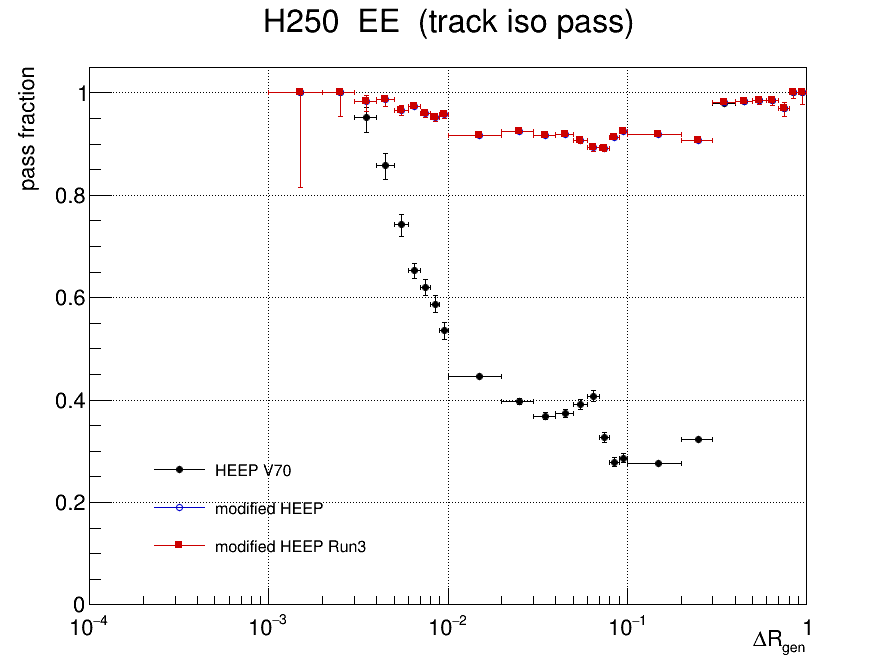 H250 EE (track iso pass)
pass fraction
1
0.8
0.6
0.4
0.2
0
HEEP V70
modified HEEP
modified HEEP Run3
10⁻⁴ 10⁻³ 10⁻² 10⁻¹ 1
ΔR_gen